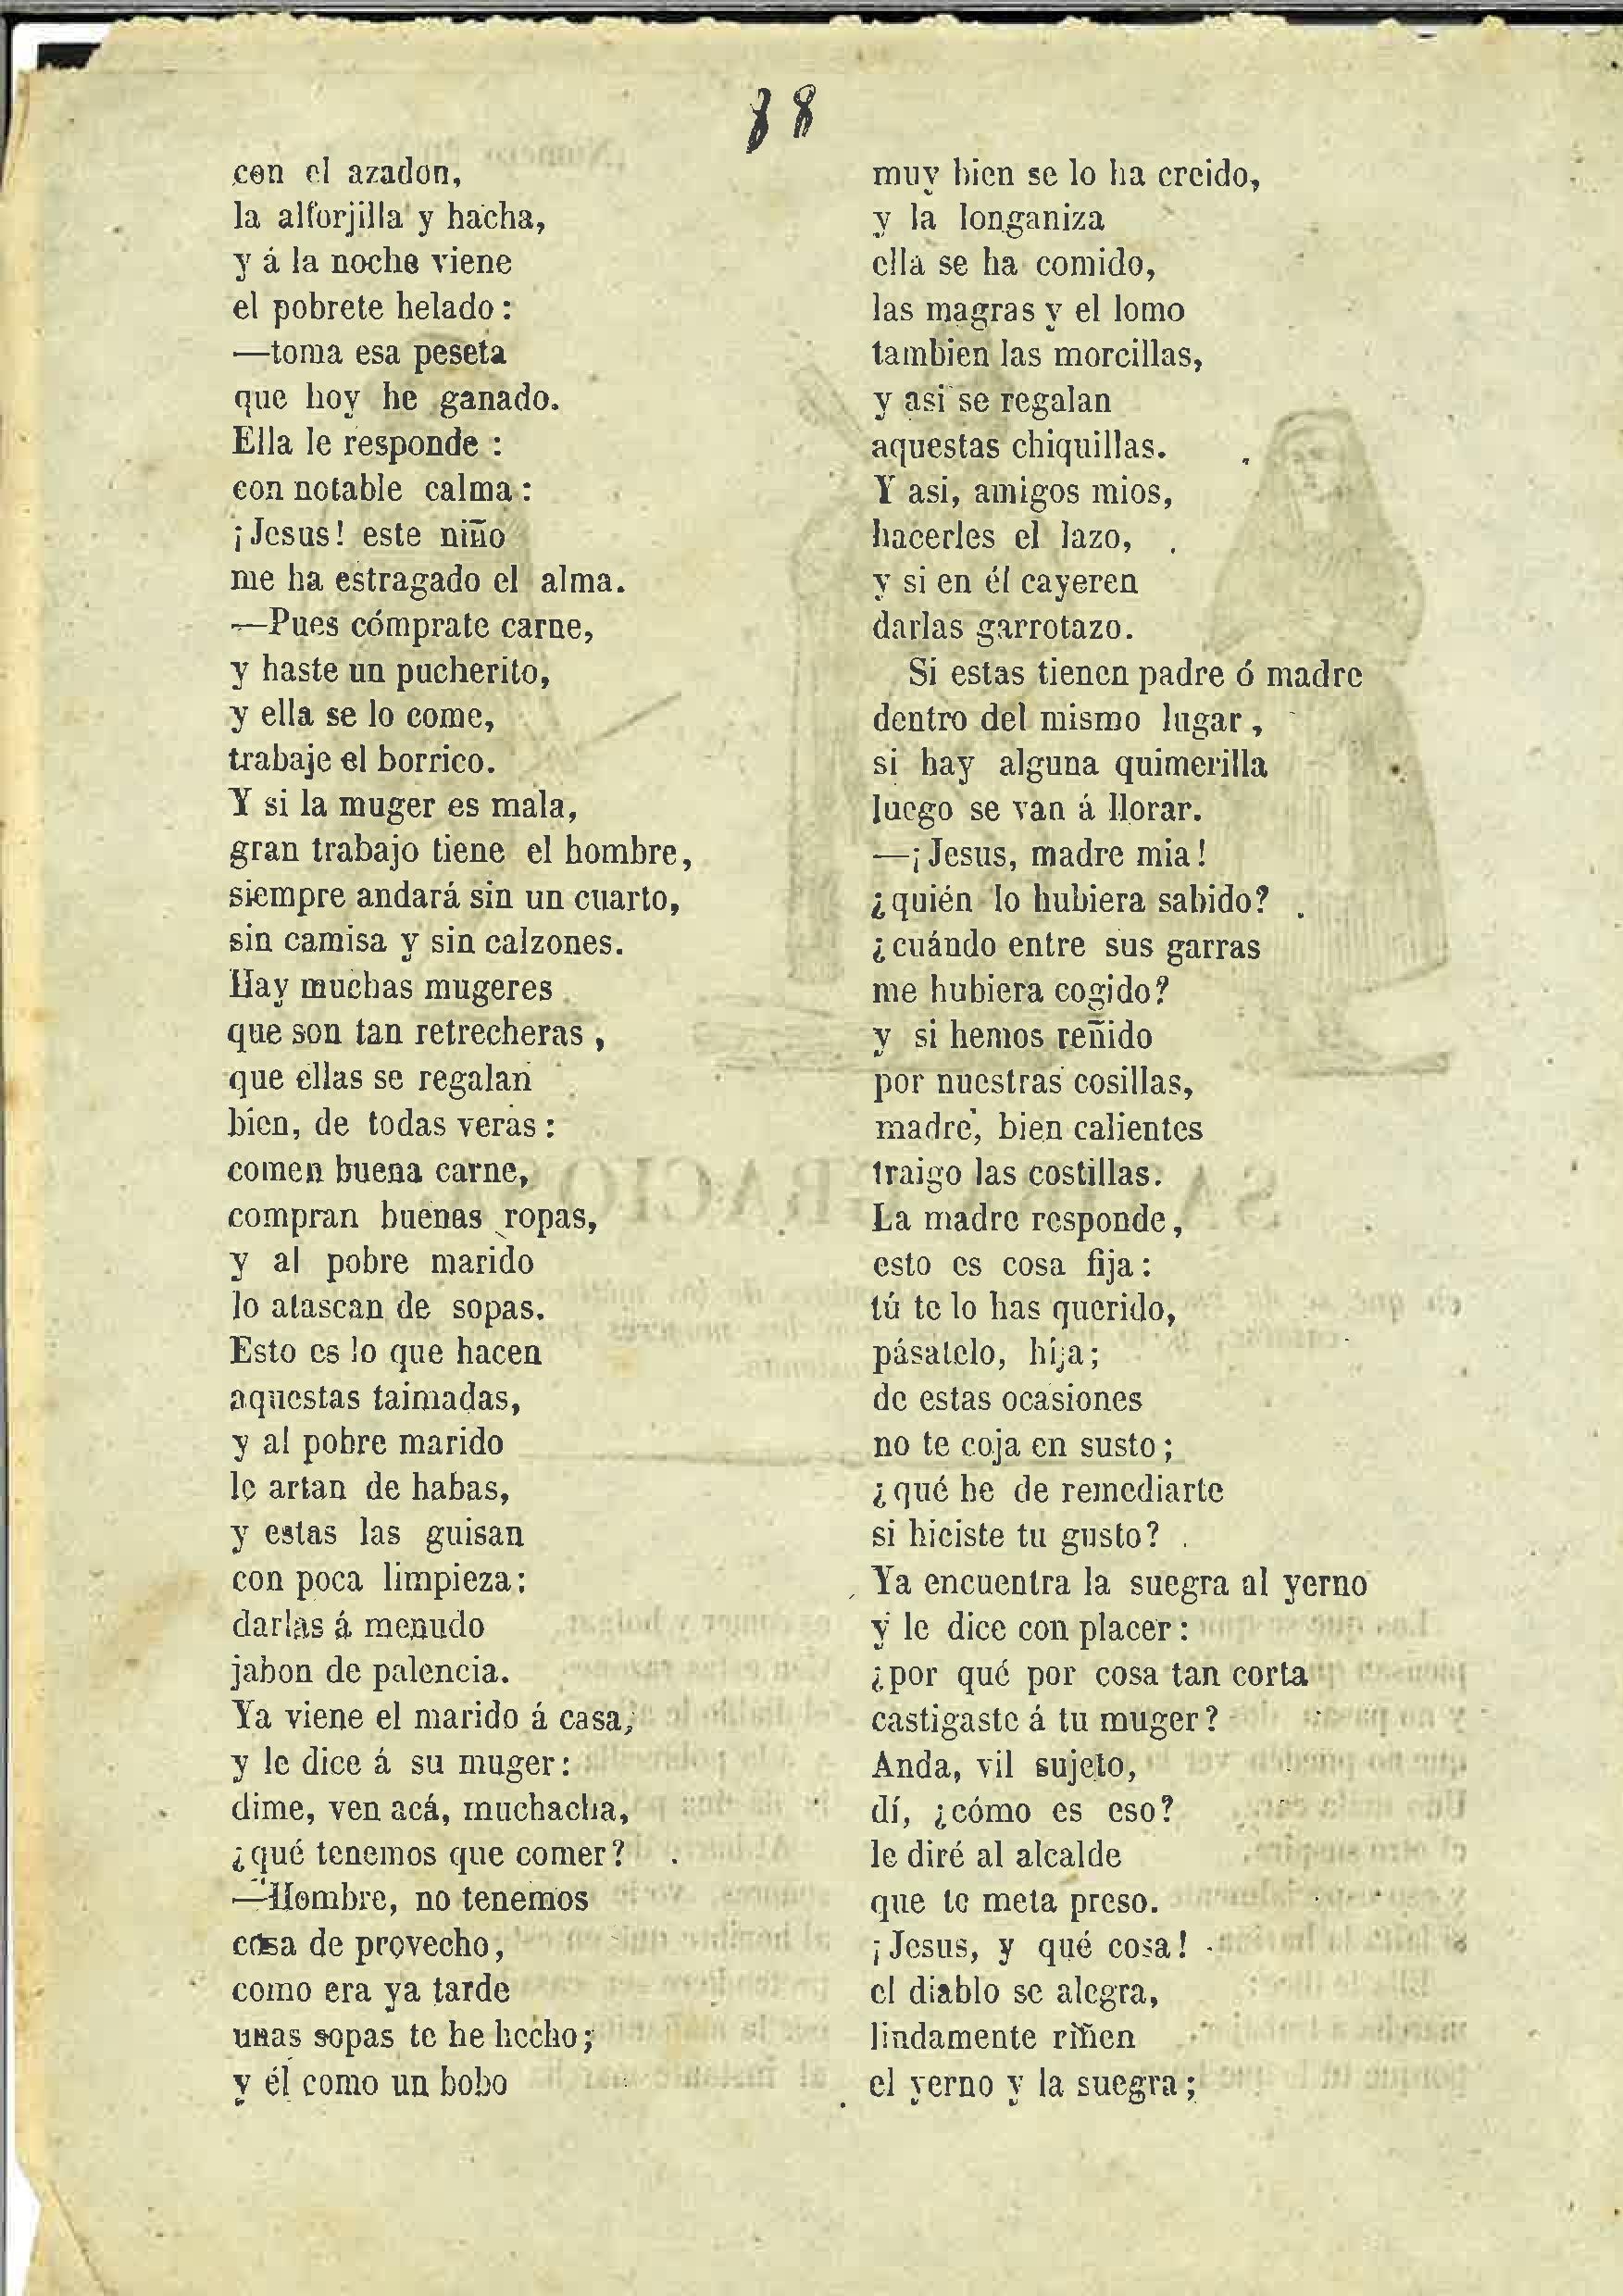 88
con el azadon,
la alforjilla y hacha,
y á la noche viene
el pobrete helado:
—toma esa peseta
que hoy he ganado.
Ella le responde :
con notable calma:
¡Jesus! este niño
me ha estragado el alma.
—Pues cómprate carne,
y haste un pucherito,
y ella se lo come,
trabaje el borrico.
Y si la muger es mala,
gran trabajo tiene el hombre,
siempre andará sin un cuarto,
sin camisa y sin calzones.
Hay muchas mugeres
que son tan retrecheras,
que ellas se regalan
bien, de todas veras:
comen buena carne,
compran buenas ropas,
y al pobre marido
lo atascan de sopas.
Esto es lo que hacen
aquestas taimadas,
y al pobre marido
le artan de habas,
y estas las guisan
con poca limpieza:
darlas á menudo
jabon de palencia.
Ya viene el marido á casa,
y le dice á su muger:
dime, ven acá, muchacha,
¿qué tenemos que comer?
—Hombre, no tenemos
cosa de provecho,
como era ya tarde
unas sopas te he hecho;
y él como un bobo
muy bien se lo ha creido,
y la longaniza
ella se ha comido,
las magras y el lomo
tambien las morcillas,
y asi se regalan
aquestas chiquillas.
Y asi, amigos mios,
hacerles el lazo,
y si en él cayeren
darlas garrotazo.
Si estas tienen padre ó madre
dentro del mismo lugar,
si hay alguna quimerilla
luego se van á llorar.
—¡Jesus, madre mia!
¿quién lo hubiera sabido?
¿cuándo entre sus garras
me hubiera cogido?
y si hemos reñido
por nuestras cosillas,
madre, bien calientes
traigo las costillas.
La madre responde,
esto es cosa fija:
tú te lo has querido,
pásatelo, hija;
de estas ocasiones
no te coja en susto;
¿qué he de remediarte
si hiciste tu gusto?
Ya encuentra la suegra al yerno
y le dice con placer:
¿por qué por cosa tan corta
castigaste á tu muger?
Anda, vil sujeto,
dí, ¿cómo es eso?
le diré al alcalde
que te meta preso.
¡Jesus, y qué cosa!
el diablo se alegra,
lindamente riñen
el yerno y la suegra;